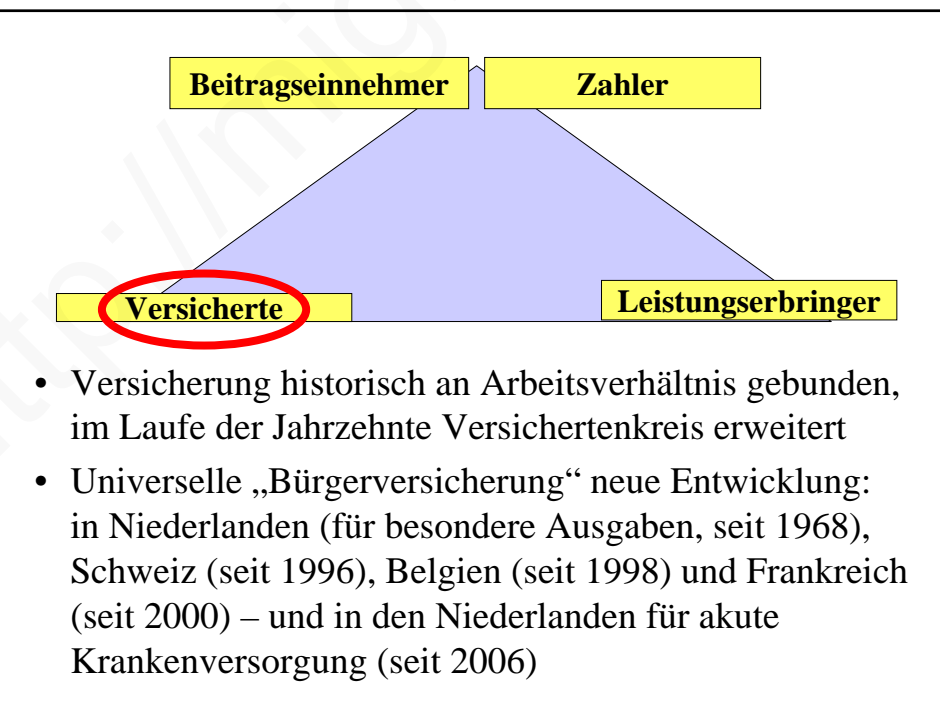 Beitragseinnehmer Zahler
Versicherte Leistungserbringer
• Versicherung historisch an Arbeitsverhältnis gebunden,
im Laufe der Jahrzehnte Versichertenkreis erweitert
• Universelle „Bürgerversicherung“ neue Entwicklung:
in Niederlanden (für besondere Ausgaben, seit 1968),
Schweiz (seit 1996), Belgien (seit 1998) und Frankreich
(seit 2000) – und in den Niederlanden für akute
Krankenversorgung (seit 2006)
http://mig